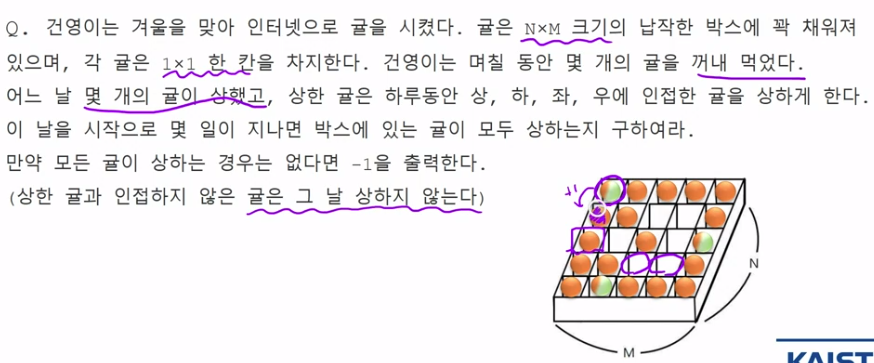 Q. 건영이는 겨울을 맞아 인터넷으로 귤을 시켰다. 귤은 N×M 크기의 납작한 박스에 꽉 채워져
있으며, 각 귤은 1×1 한 칸을 차지한다. 건영이는 며칠 동안 몇 개의 귤을 꺼내 먹었다.
어느 날 몇 개의 귤이 상했고, 상한 귤은 하루동안 상, 하, 좌, 우에 인접한 귤을 상하게 한다.
이 날을 시작으로 몇 일이 지나면 박스에 있는 귤이 모두 상하는지 구하여라.
만약 모든 귤이 상하는 경우는 없다면 -1을 출력한다.
(상한 귤과 인접하지 않은 귤은 그 날 상하지 않는다)
+1
N
M
KAIST